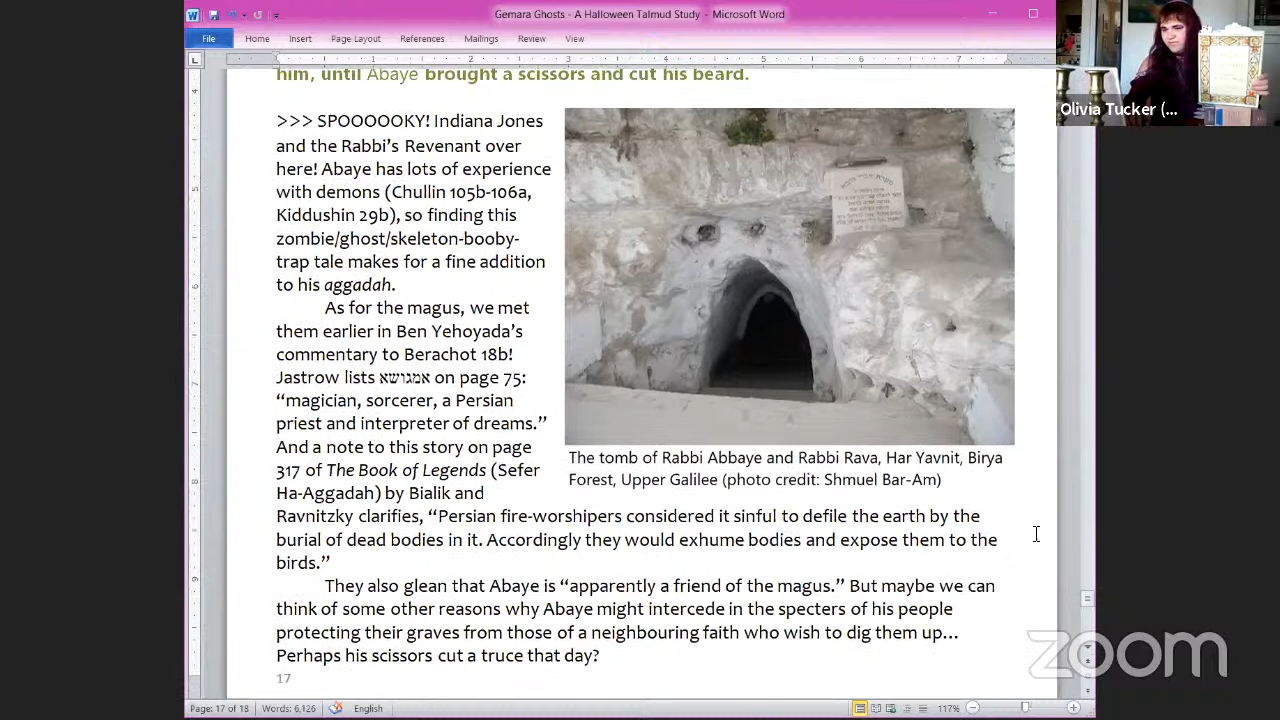 Gemara Ghosts - A Halloween Talmud Study - Microsoft Word
File Home Insert Page Layout References Mailings Review View
him, until Abaye brought a scissors and cut his beard.
>>> SPOOOOOKY! Indiana Jones
and the Rabbi’s Revenant over
here! Abaye has lots of experience
with demons (Chullin 105b-106a,
Kiddushin 29b), so finding this
zombie/ghost/skeleton-booby-
trap tale makes for a fine addition
to his aggadah.
As for the magus, we met
them earlier in Ben Yehoyada’s
commentary to Berachot 18b!
Jastrow lists אמגושא on page 75:
“magician, sorcerer, a Persian
priest and interpreter of dreams.”
And a note to this story on page
317 of The Book of Legends (Sefer
Ha-Aggadah) by Bialik and
Ravnitzky clarifies, “Persian fire-worshipers considered it sinful to defile the earth by the
burial of dead bodies in it. Accordingly they would exhume bodies and expose them to the
birds.”
They also glean that Abaye is “apparently a friend of the magus.” But maybe we can
think of some other reasons why Abaye might intercede in the specters of his people
protecting their graves from those of a neighbouring faith who wish to dig them up…
Perhaps his scissors cut a truce that day?
17
The tomb of Rabbi Abbaye and Rabbi Rava, Har Yavnit, Birya
Forest, Upper Galilee (photo credit: Shmuel Bar-Am)
Page: 17 of 18 Words: 6,126 English 117%
Olivia Tucker (...
zoom